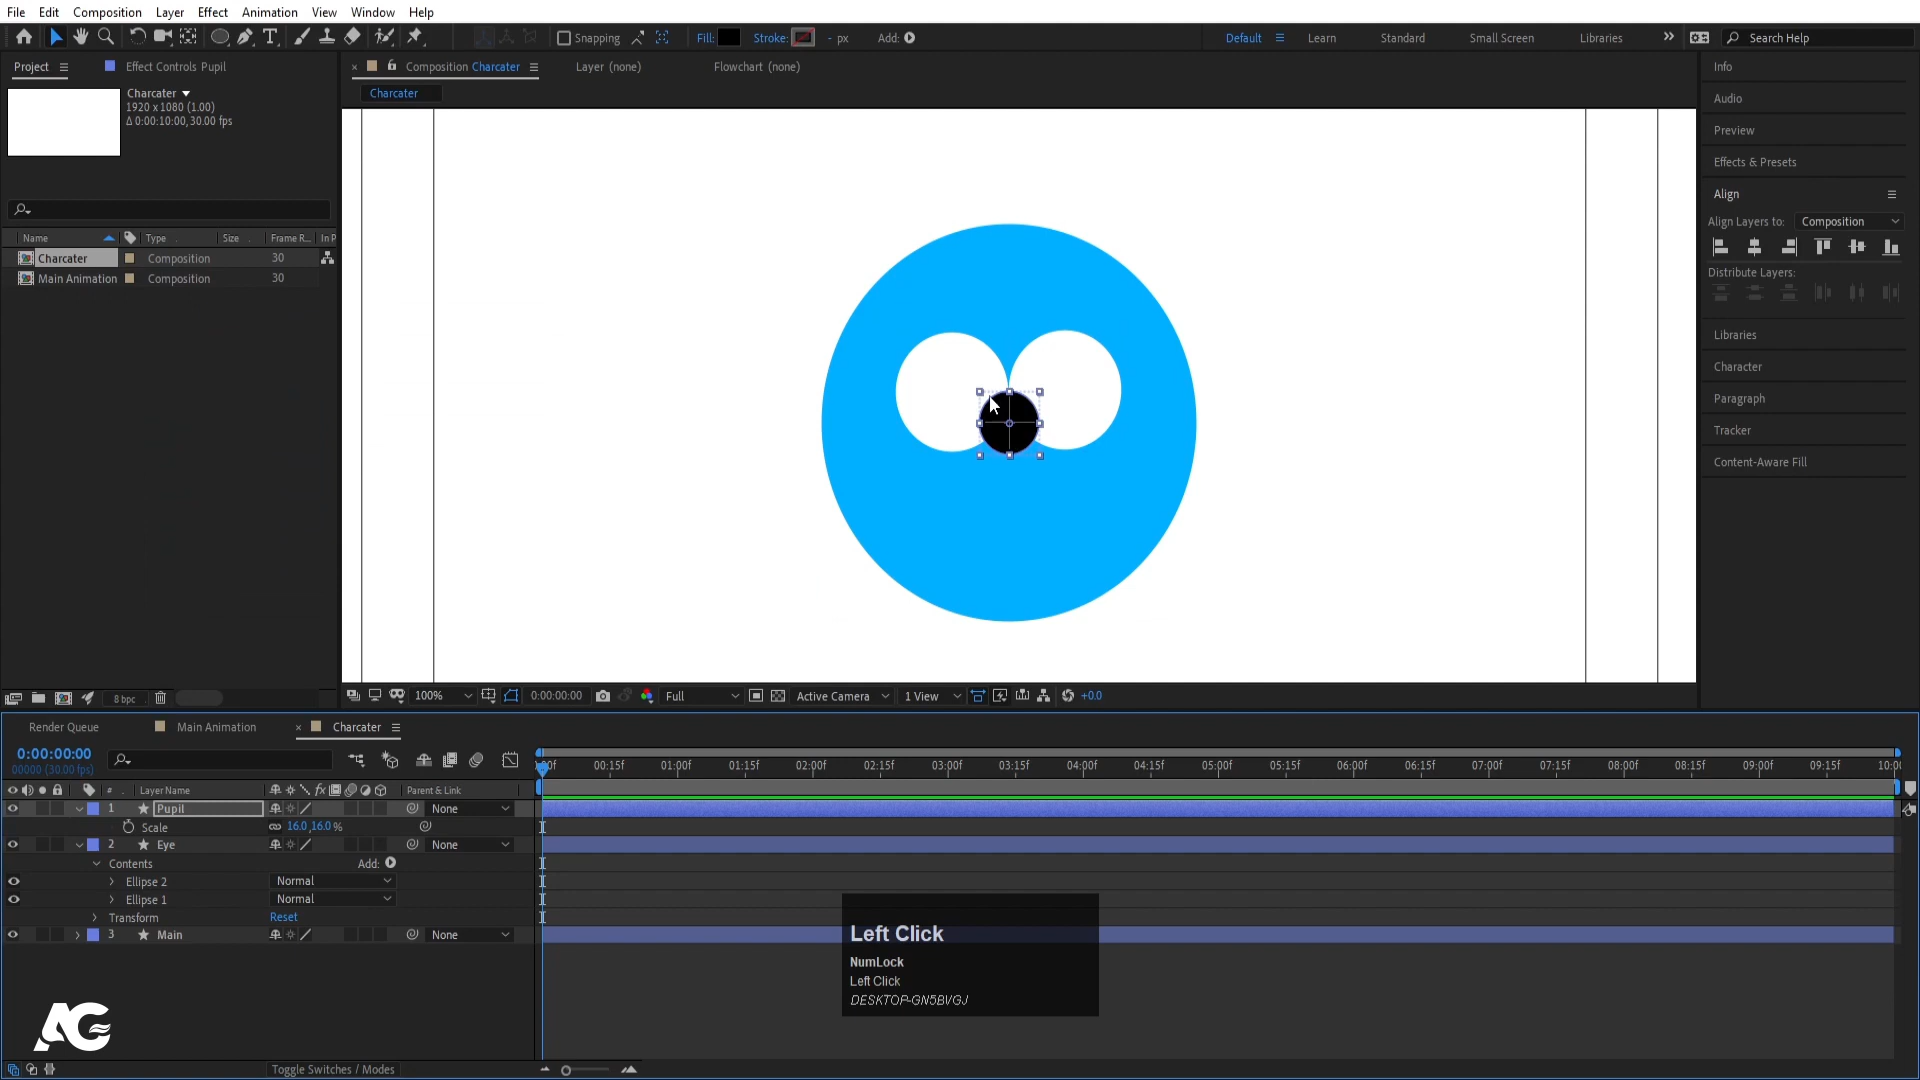 File Edit Composition Layer Effect Animation View Window Help
Snapping Fill: Stroke: - px Add: Default Learn Standard Small Screen Libraries Search Help
Project Effect Controls Pupil Composition Charcater Layer (none) Flowchart (none) Info
Charcater Charcater
1920 x 1080 (1.00)
Δ 0:00:10:00, 30.00 fps
Audio
Preview
Effects & Presets
Align
Align Layers to: Composition
Distribute Layers:
Libraries
Character
Paragraph
Tracker
Content-Aware Fill
Name Type Size Frame R... In P
Charcater Composition 30
Main Animation Composition 30
8 bpc 100% 0:00:00:00 Full Active Camera 1 View +0.0
Render Queue Main Animation Charcater
0:00:00:00
00000 (30.00 fps)
00:15f 01:00f 01:15f 02:00f 02:15f 03:00f 03:15f 04:00f 04:15f 05:00f 05:15f 06:00f 06:15f 07:00f 07:15f 08:00f 08:15f 09:00f 09:15f 10:0
# Layer Name Parent & Link
1 Pupil None
Scale 16.0,16.0 %
2 Eye None
Contents Add:
Ellipse 2 Normal
Ellipse 1 Normal
Transform Reset
3 Main None
Left Click
NumLock
Left Click
DESKTOP-GN5BVGJ
AG
Toggle Switches / Modes